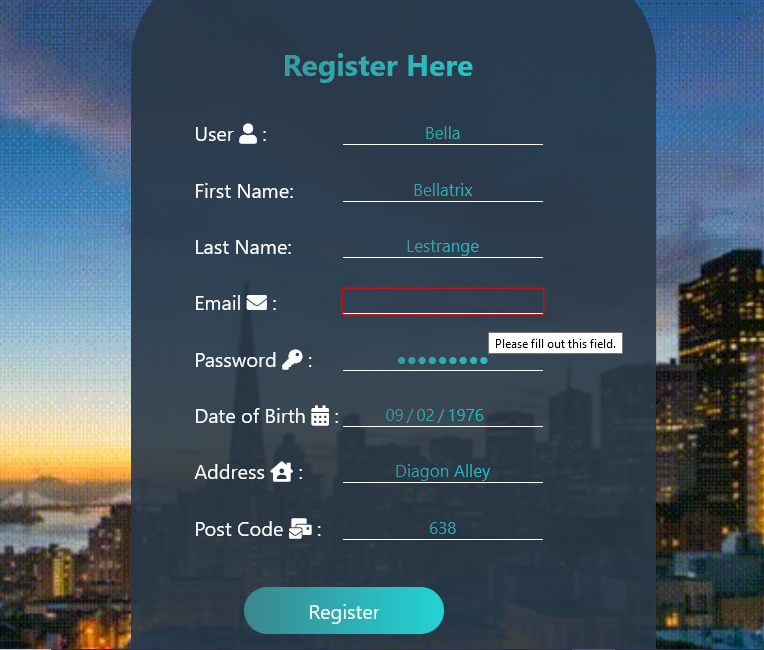 Register Here
User : Bella
First Name: Bellatrix
Last Name: Lestrange
Email :
Please fill out this field.
Password : ●●●●●●●●●
Date of Birth : 09 / 02 / 1976
Address : Diagon Alley
Post Code : 638
Register